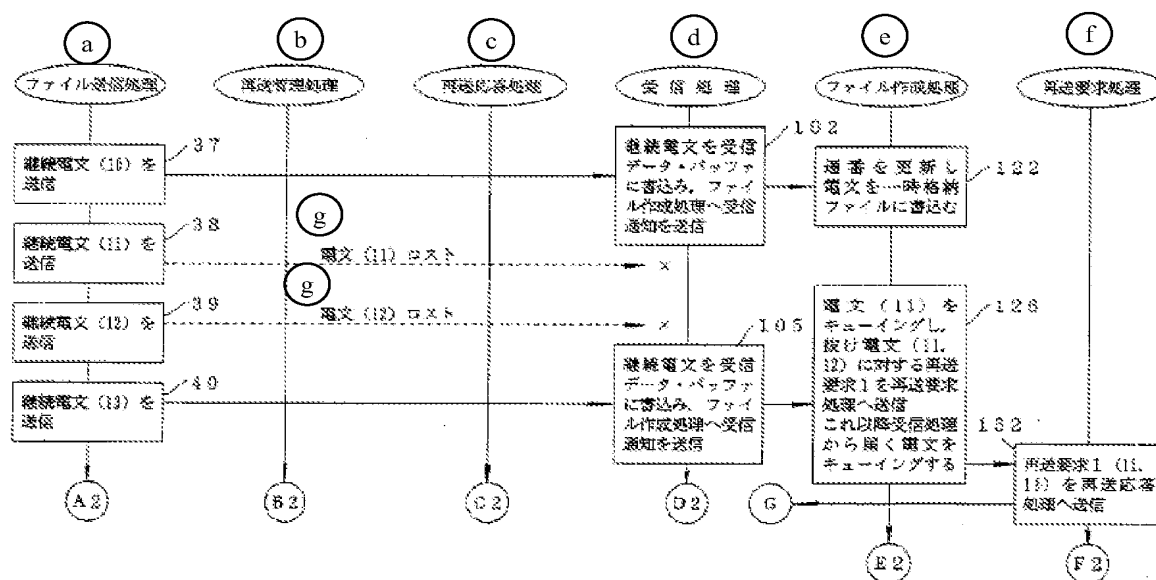 a
b
c
d
e
f
ファイル送信処理
再送管理処理
再送応答処理
受信処理
ファイル作成処理
再送要求処理
37
継続電文(10)を
送信
102
継続電文を受信
データ・バッファ
に書込み、ファイ
ル作成処理へ受信
通知を送信
122
通番を更新し
電文を一時格納
ファイルに書込む
38
継続電文(11)を
送信
g
電文(11)ロスト
×
39
継続電文(12)を
送信
g
電文(12)ロスト
×
40
継続電文(13)を
送信
105
継続電文を受信
データ・バッファ
に書込み、ファイ
ル作成処理へ受信
通知を送信
126
電文(13)を
キューイングし、
抜け電文(11,
12)に対する再送
要求1を再送要求
処理へ送信
これ以降受信処理
から届く電文を
キューイングする
132
再送要求1(11,
12)を再送応答
処理へ送信
A2
B2
C2
D2
G
E2
F2